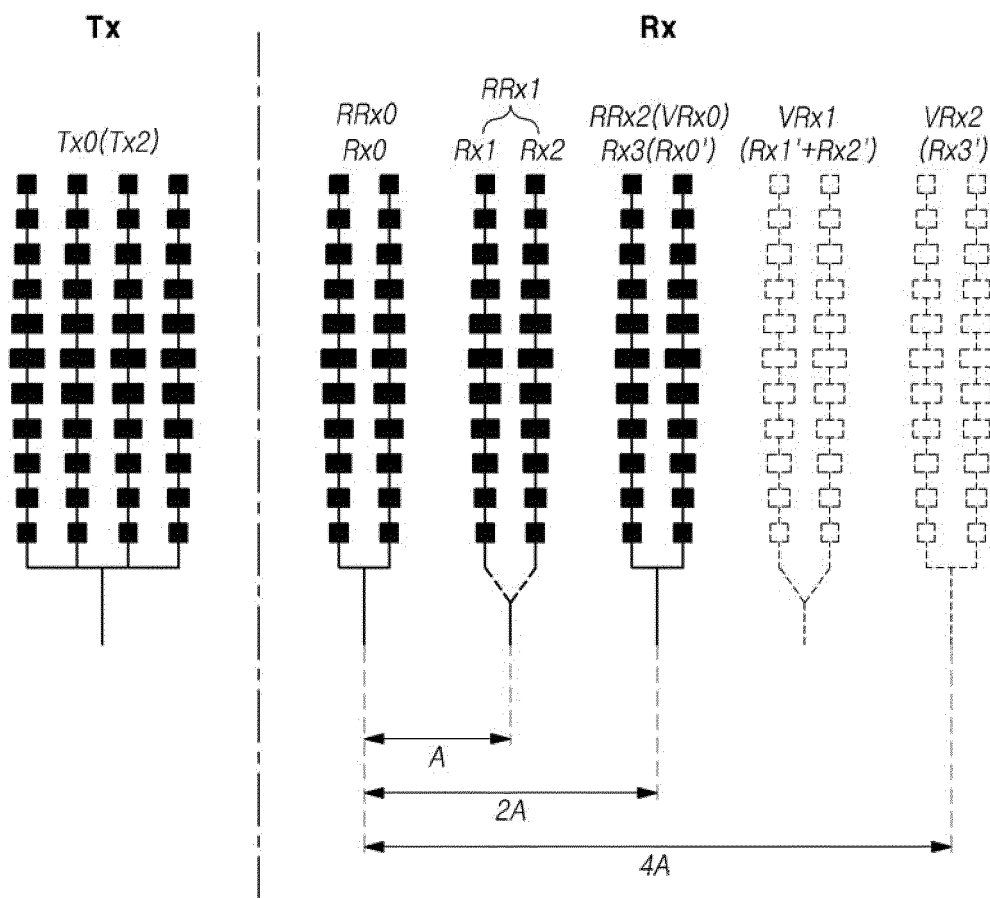 Tx
Rx
Tx0(Tx2)
RRx0
Rx0
RRx1
Rx1 Rx2
RRx2(VRx0)
Rx3(Rx0')
VRx1
(Rx1'+Rx2')
VRx2
(Rx3')
A
2A
4A